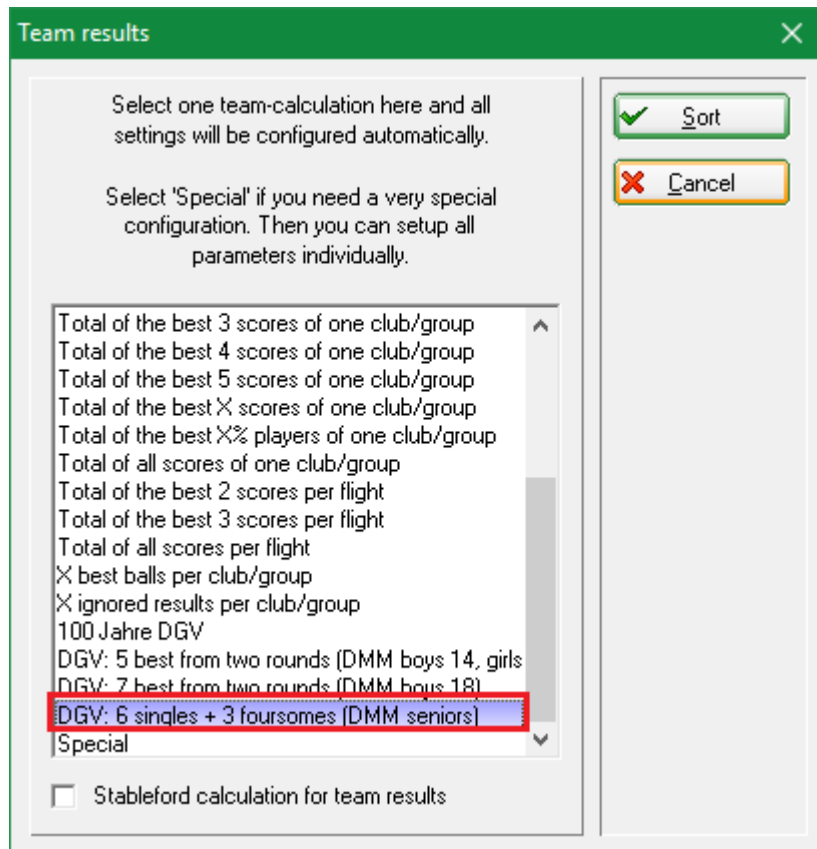 Team results
Select one team-calculation here and all
settings will be configured automatically.
Select 'Special' if you need a very special
configuration. Then you can setup all
parameters individually.
Sort
Cancel
Total of the best 3 scores of one club/group
Total of the best 4 scores of one club/group
Total of the best 5 scores of one club/group
Total of the best X scores of one club/group
Total of the best X% players of one club/group
Total of all scores of one club/group
Total of the best 2 scores per flight
Total of the best 3 scores per flight
Total of all scores per flight
X best balls per club/group
X ignored results per club/group
100 Jahre DGV
DGV: 5 best from two rounds (DMM boys 14, girls
DGV: 7 best from two rounds (DMM boys 18)
DGV: 6 singles + 3 foursomes (DMM seniors)
Special
Stableford calculation for team results